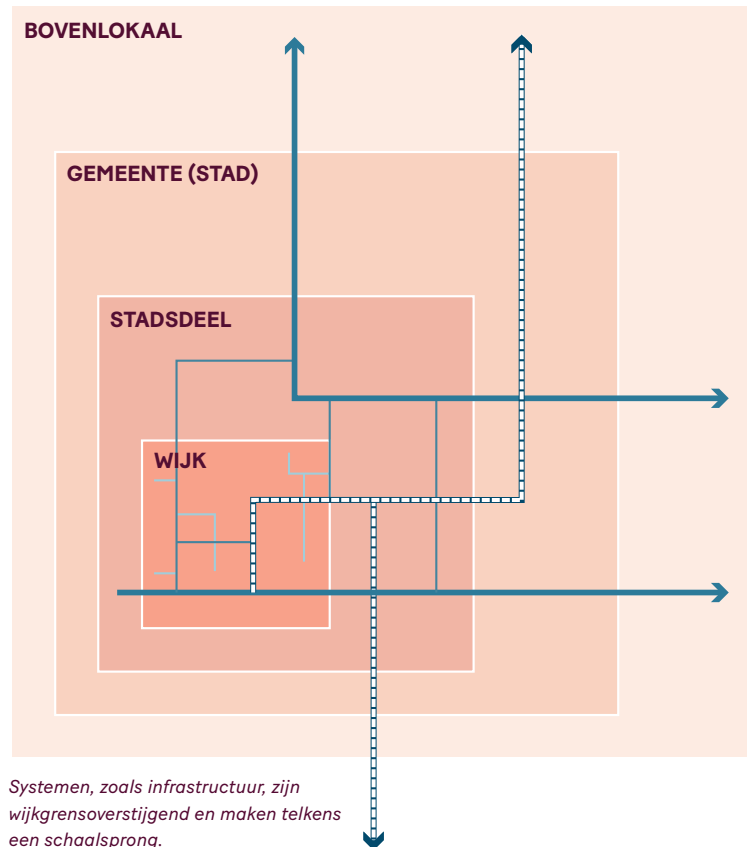 BOVENLOKAAL
GEMEENTE (STAD)
STADSDEEL
WIJK
Systemen, zoals infrastructuur, zijn
wijkgrensoverstijgend en maken telkens
een schaalsprong.